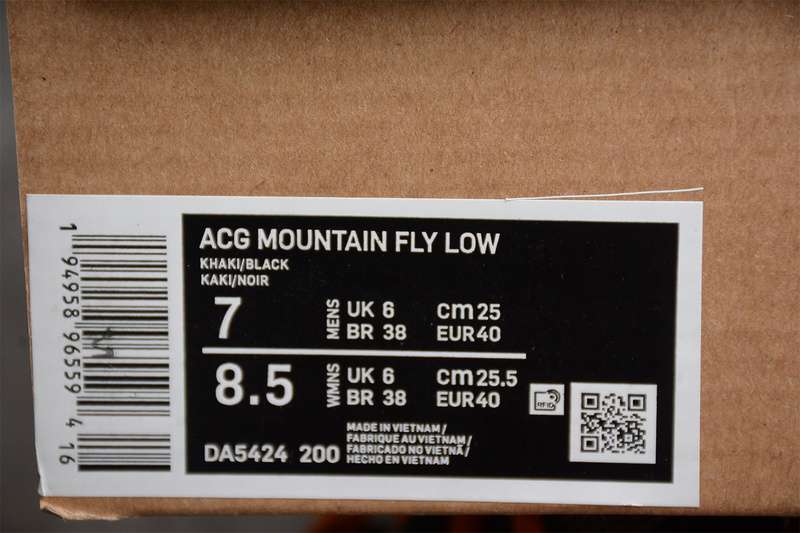 ACG MOUNTAIN FLY LOW
KHAKI/BLACK
KAKI/NOIR
7 MENS UK 6 cm 25
BR 38 EUR 40
8.5 WMNS UK 6 cm 25.5
BR 38 EUR 40
RFID
DA5424 200
MADE IN VIETNAM/
FABRIQUE AU VIETNAM/
FABRICADO NO VIETNÃ/
HECHO EN VIETNAM
1 94958 96559 4 16